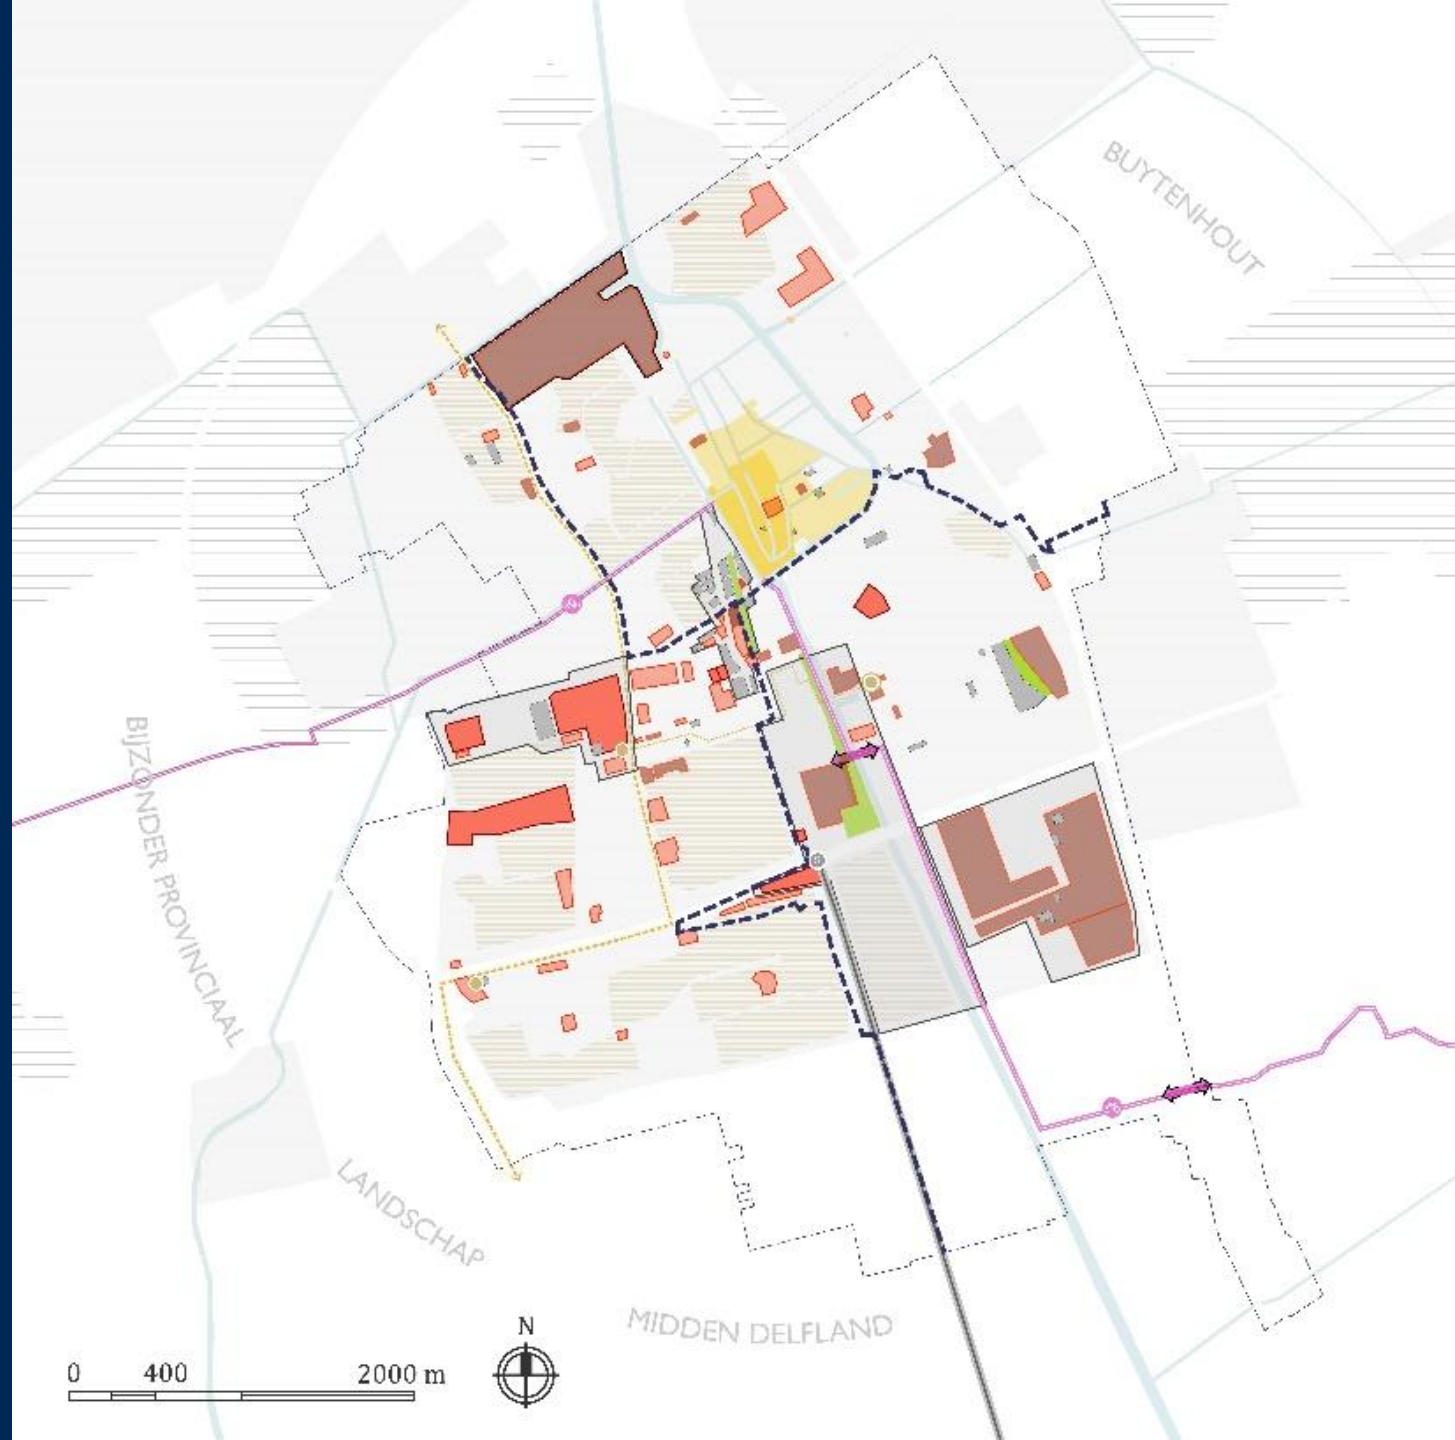 BUYTENHOUT
BIJZONDER PROVINCIAAL
LANDSCHAP
MIDDEN DELFLAND
N
0 400 2000 m